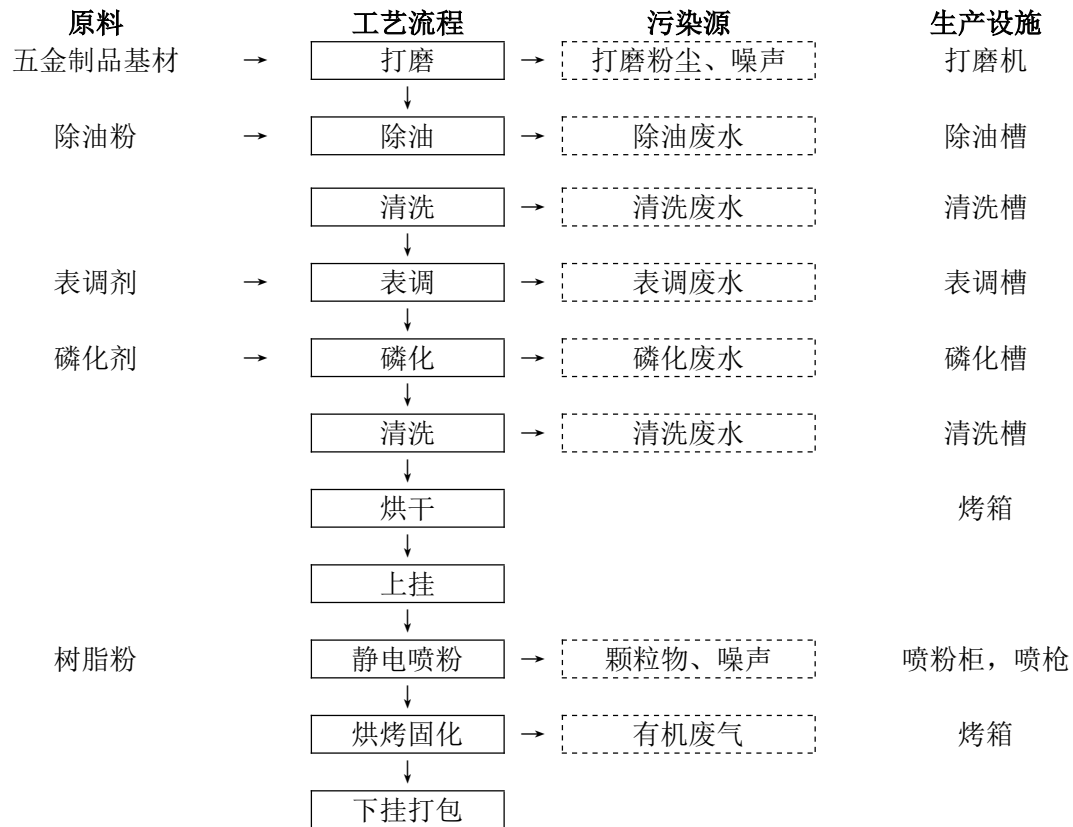 原料 工艺流程 污染源 生产设施
五金制品基材 → 打磨 → 打磨粉尘、噪声 打磨机
↓
除油粉 → 除油 → 除油废水 除油槽
清洗 → 清洗废水 清洗槽
↓
表调剂 → 表调 → 表调废水 表调槽
↓
磷化剂 → 磷化 → 磷化废水 磷化槽
↓
清洗 → 清洗废水 清洗槽
↓
烘干 烤箱
↓
上挂
↓
树脂粉 静电喷粉 → 颗粒物、噪声 喷粉柜，喷枪
↓
烘烤固化 → 有机废气 烤箱
↓
下挂打包